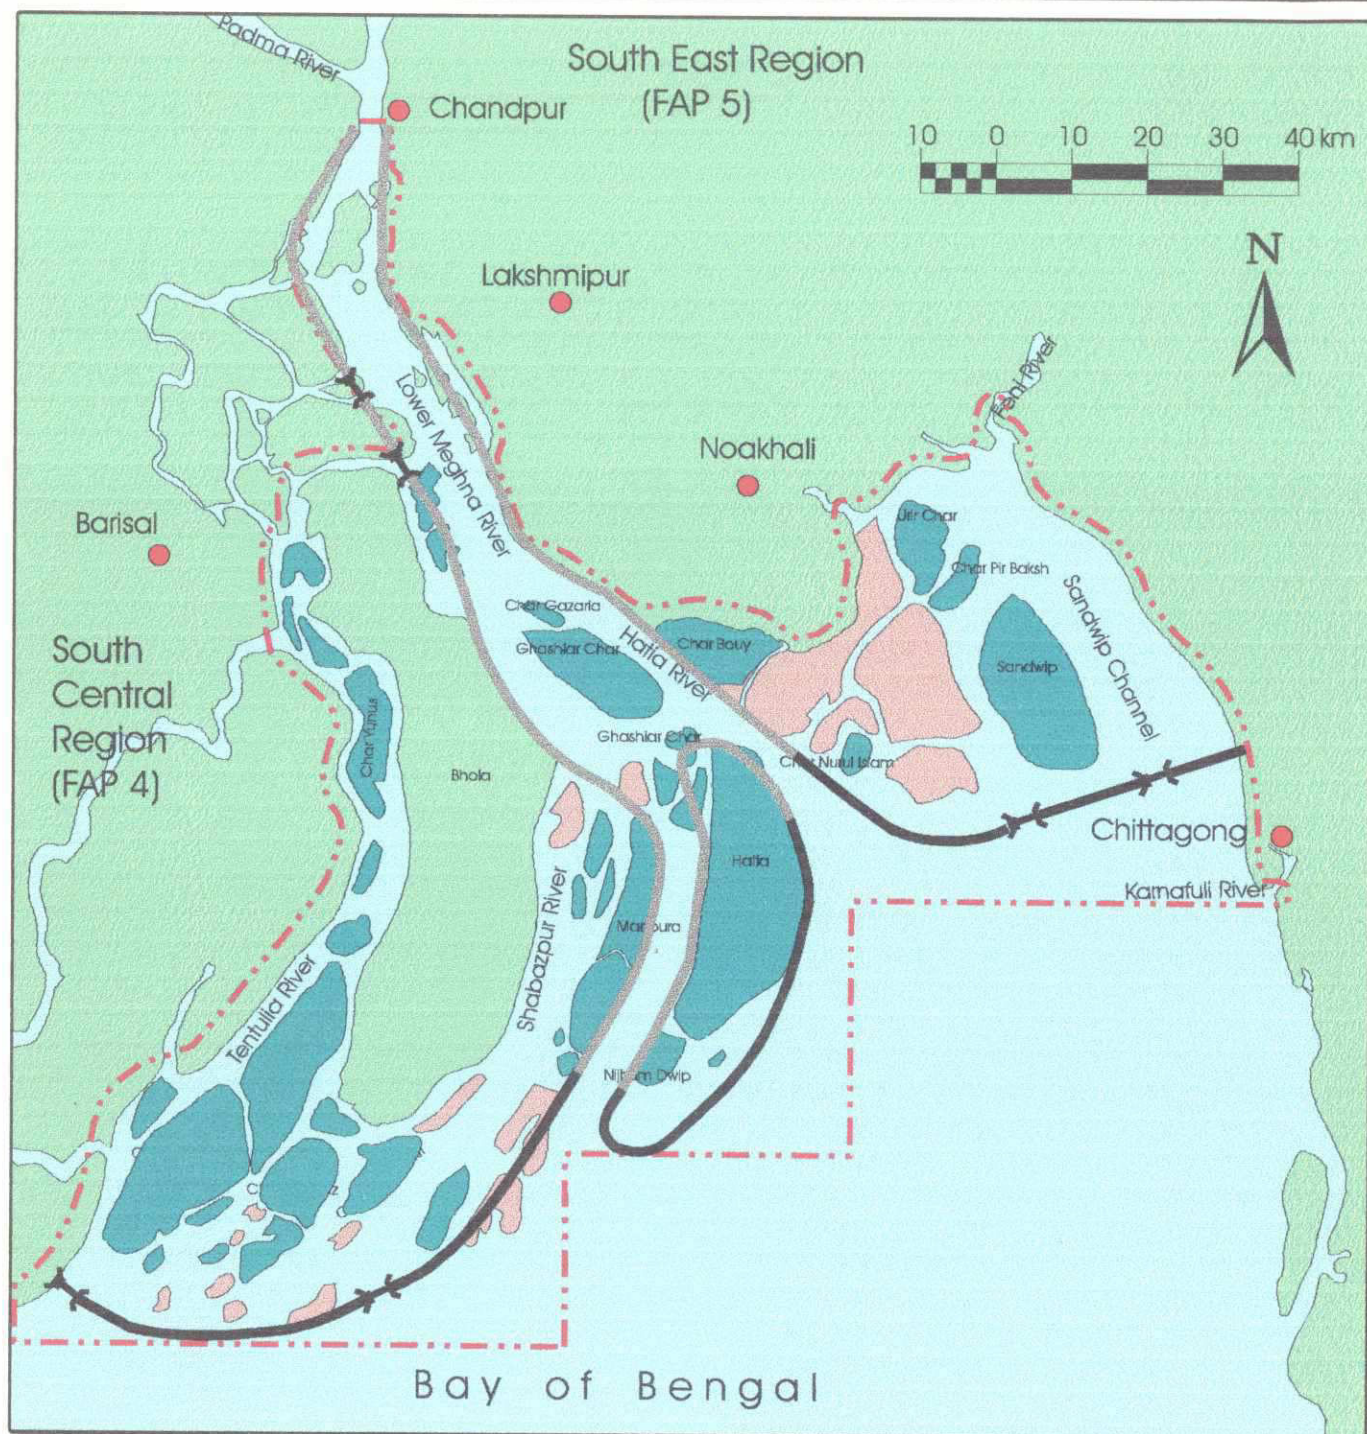 Padma River
South East Region
(FAP 5)
Chandpur
10 0 10 20 30 40 km
N
Lakshmipur
Feni River
Lower Meghna River
Noakhali
Barisal
Urir Char
Char Pir Baksh
Sandwip Channel
Char Gazaria
Ghashiar Char
Hatia River
Char Bouy
Sandwip
South
Central
Region
(FAP 4)
Char Yunus
Bhola
Ghashiar Char
Char Nurul Islam
Chittagong
Hatia
Karnafuli River
Shabazpur River
Manpura
Tentulia River
Nijhum Dwip
Bay of Bengal